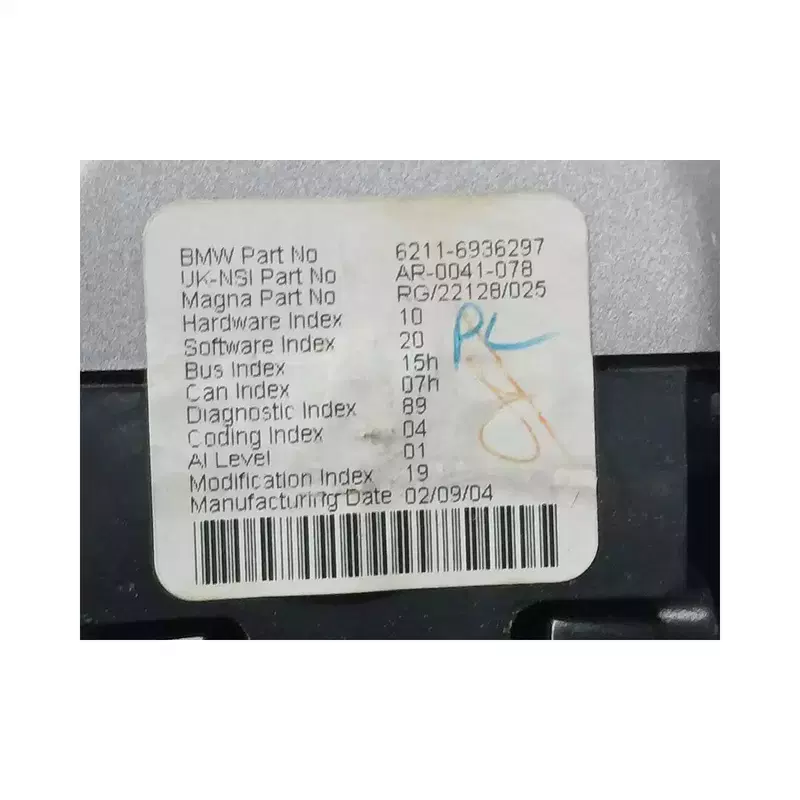 BMW Part No 6211-6936297
UK-NSI Part No AR-0041-078
Magna Part No RG/22128/025
Hardware Index 10
Software Index 20
Bus Index 15h
Can Index 07h
Diagnostic Index 89
Coding Index 04
AI Level 01
Modification Index 19
Manufacturing Date 02/09/04
PL